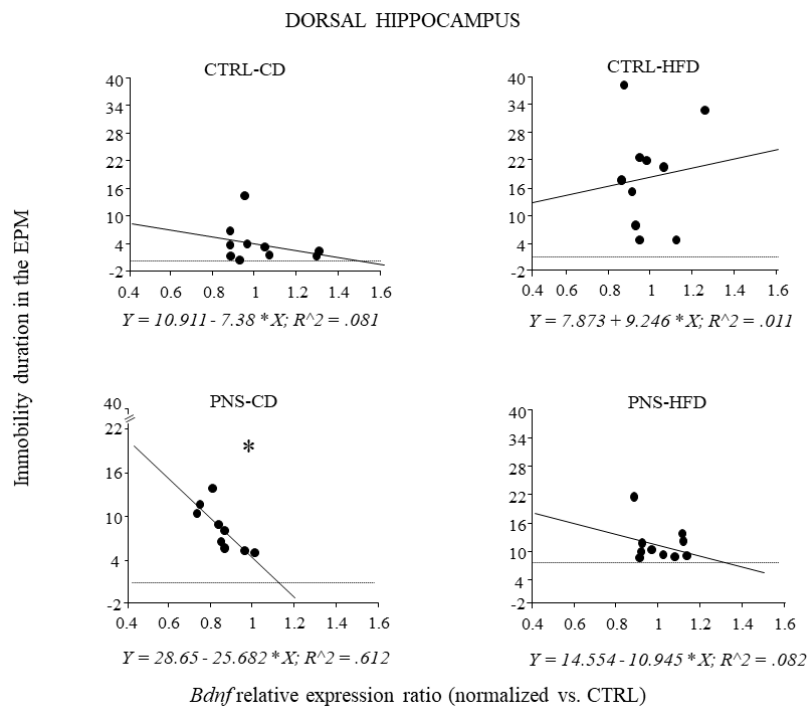 DORSAL HIPPOCAMPUS
CTRL-CD
40
34
28
22
16
10
4
-2
0.4 0.6 0.8 1 1.2 1.4 1.6
Y = 10.911 - 7.38 * X; R^2 = .081
CTRL-HFD
40
34
28
22
16
10
4
-2
0.4 0.6 0.8 1 1.2 1.4 1.6
Y = 7.873 + 9.246 * X; R^2 = .011
Immobility duration in the EPM
PNS-CD
40
22
*
16
10
4
-2
0.4 0.6 0.8 1 1.2 1.4 1.6
Y = 28.65 - 25.682 * X; R^2 = .612
PNS-HFD
40
34
28
22
16
10
4
-2
0.4 0.6 0.8 1 1.2 1.4 1.6
Y = 14.554 - 10.945 * X; R^2 = .082
Bdnf relative expression ratio (normalized vs. CTRL)